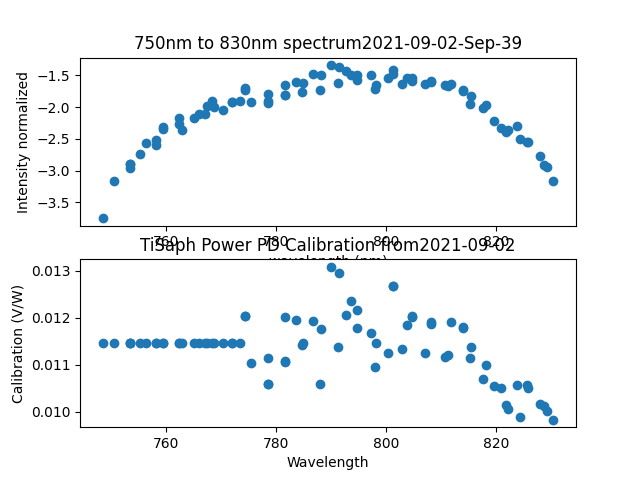 750nm to 830nm spectrum2021-09-02-Sep-39
Intensity normalized
−1.5
−2.0
−2.5
−3.0
−3.5
760 780 800 820
wavelength (nm)
TiSaph Power PD Calibration from2021-09-02
Calibration (V/W)
0.013
0.012
0.011
0.010
760 780 800 820
Wavelength